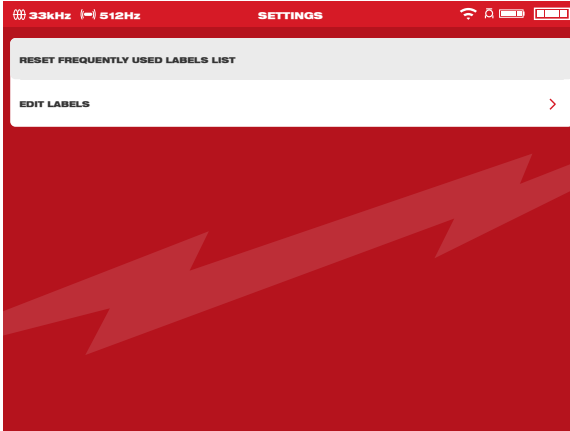 33kHz 512Hz SETTINGS
RESET FREQUENTLY USED LABELS LIST
EDIT LABELS